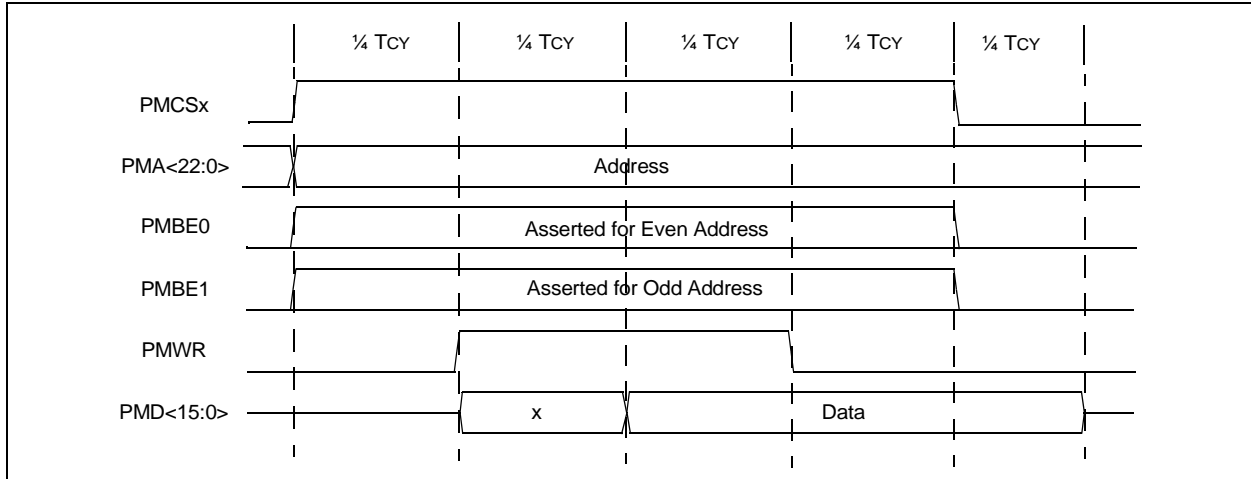 ¼ TCY ¼ TCY ¼ TCY ¼ TCY ¼ TCY
PMCSx
PMA<22:0> Address
PMBE0 Asserted for Even Address
PMBE1 Asserted for Odd Address
PMWR
PMD<15:0> x Data